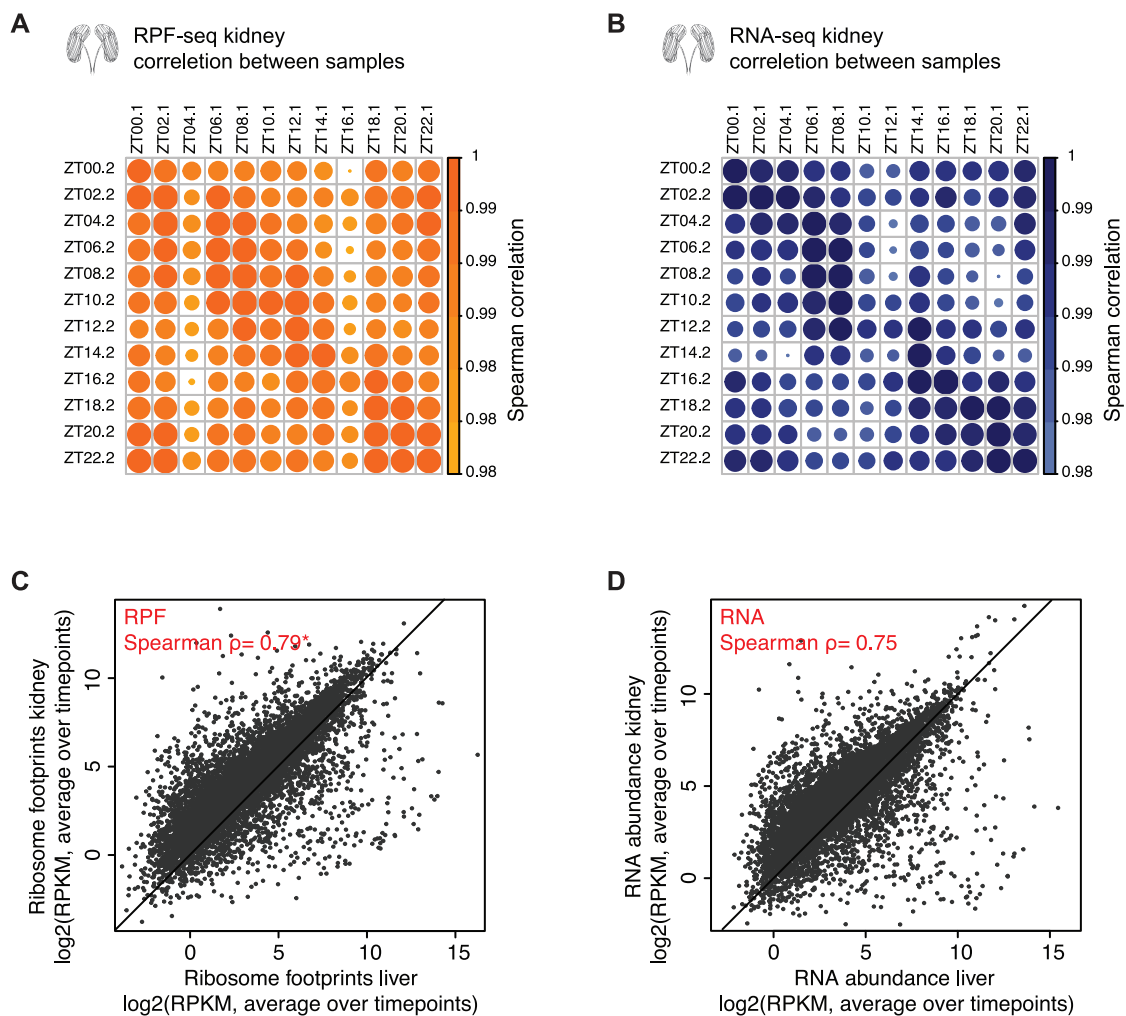 A
RPF-seq kidney
correletion between samples
ZT00.1
ZT02.1
ZT04.1
ZT06.1
ZT08.1
ZT10.1
ZT12.1
ZT14.1
ZT16.1
ZT18.1
ZT20.1
ZT22.1
ZT00.2
ZT02.2
ZT04.2
ZT06.2
ZT08.2
ZT10.2
ZT12.2
ZT14.2
ZT16.2
ZT18.2
ZT20.2
ZT22.2
1
0.99
0.99
0.99
0.98
0.98
0.98
Spearman correlation
B
RNA-seq kidney
correletion between samples
ZT00.1
ZT02.1
ZT04.1
ZT06.1
ZT08.1
ZT10.1
ZT12.1
ZT14.1
ZT16.1
ZT18.1
ZT20.1
ZT22.1
ZT00.2
ZT02.2
ZT04.2
ZT06.2
ZT08.2
ZT10.2
ZT12.2
ZT14.2
ZT16.2
ZT18.2
ZT20.2
ZT22.2
1
0.99
0.99
0.99
0.99
0.98
0.98
Spearman correlation
C
RPF
Spearman ρ= 0.79*
Ribosome footprints kidney
log2(RPKM, average over timepoints)
10
5
0
0
5
10
15
Ribosome footprints liver
log2(RPKM, average over timepoints)
D
RNA
Spearman ρ= 0.75
RNA abundance kidney
log2(RPKM, average over timepoints)
10
5
0
0
5
10
15
RNA abundance liver
log2(RPKM, average over timepoints)